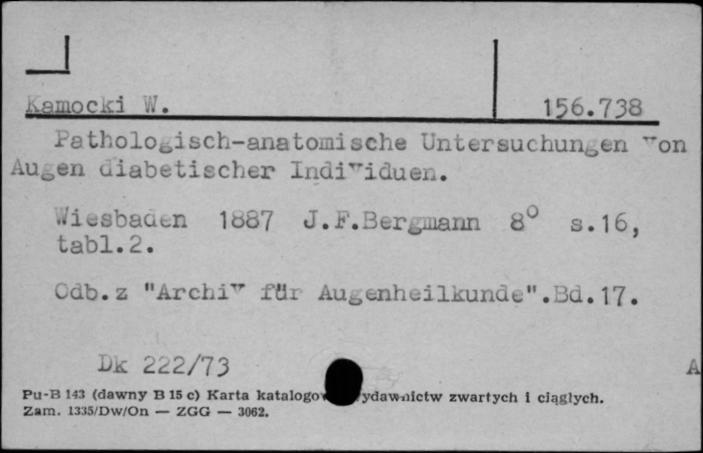 Kamocki W. 156.738
Pathologisch-anatomische Untersuchungen von
Augen diabetischer Individuen.
Wiesbaden 1887 J.F.Bergmann 8° s.16,
tabl.2.
Odb.z "Archiv für Augenheilkunde".Bd.17.
Dk 222/73 A
Pu-B 143 (dawny B 15 c) Karta katalogo ydawnictw zwartych i ciągłych.
Zam. 1335/Dw/On — ZGG — 3062.